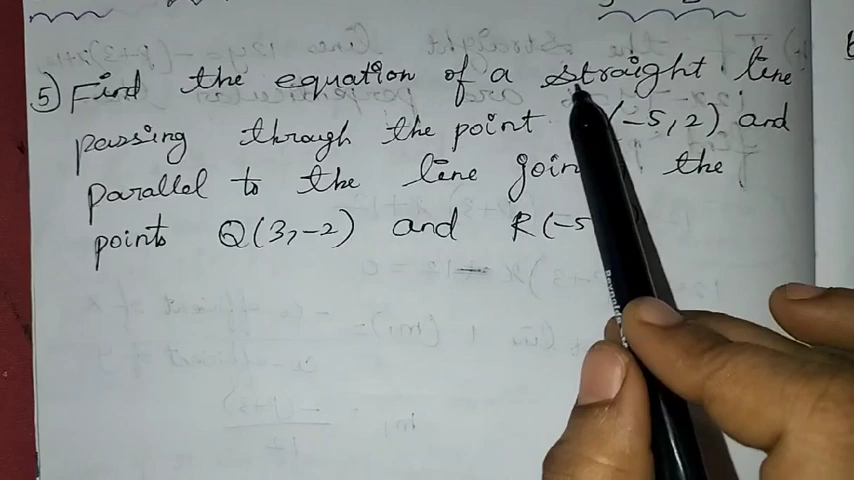 5) Find the equation of a straight line
passing through the point (-5, 2) and
parallel to the line join the
points Q(3, -2) and R(-5